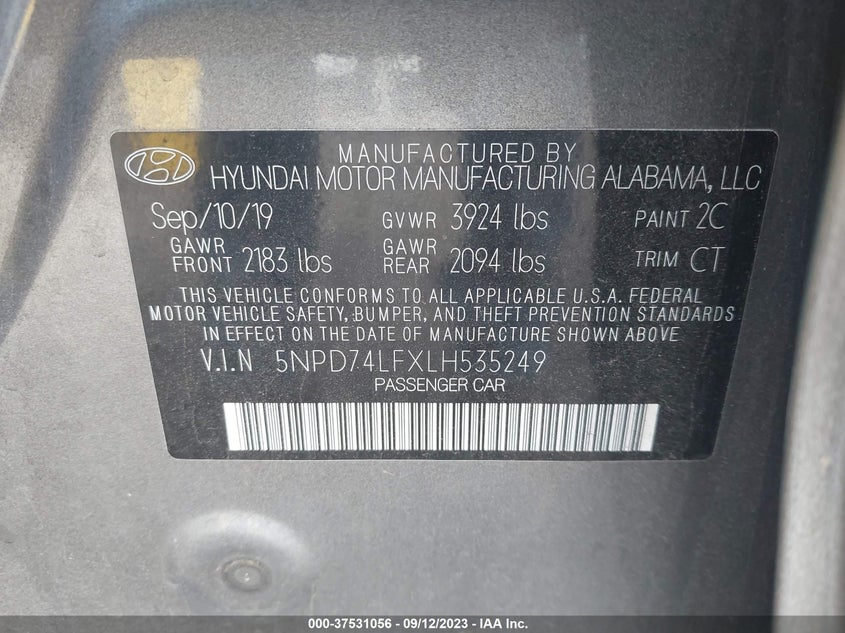 MANUFACTURED BY
HYUNDAI MOTOR MANUFACTURING ALABAMA, LLC
Sep/10/19 GVWR 3924 lbs PAINT 2C
GAWR FRONT 2183 lbs GAWR REAR 2094 lbs TRIM CT
THIS VEHICLE CONFORMS TO ALL APPLICABLE U.S.A. FEDERAL
MOTOR VEHICLE SAFETY, BUMPER, AND THEFT PREVENTION STANDARDS
IN EFFECT ON THE DATE OF MANUFACTURE SHOWN ABOVE
V.I.N 5NPD74LFXLH535249
PASSENGER CAR
000-37531056 - 09/12/2023 - IAA Inc.